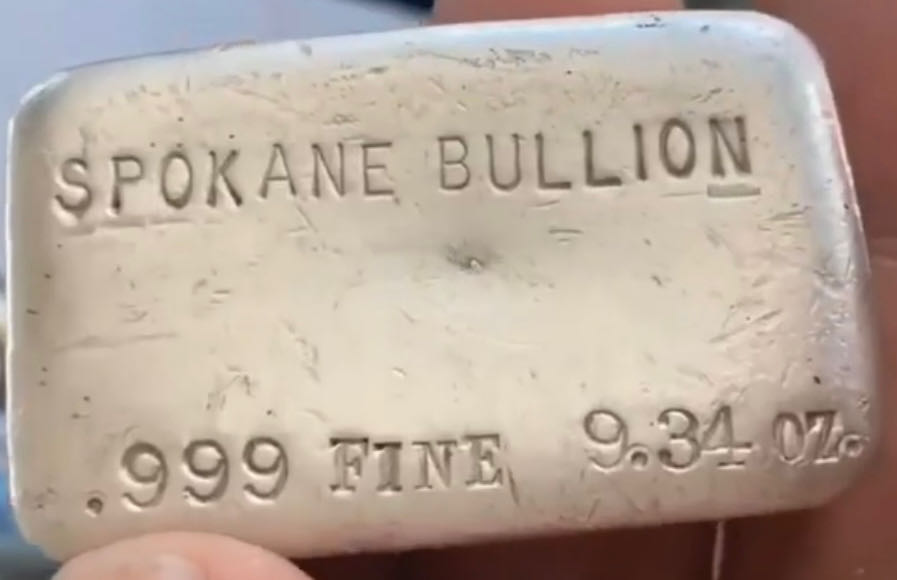 SPOKANE BULLION
.999 FINE 9.34 OZ.